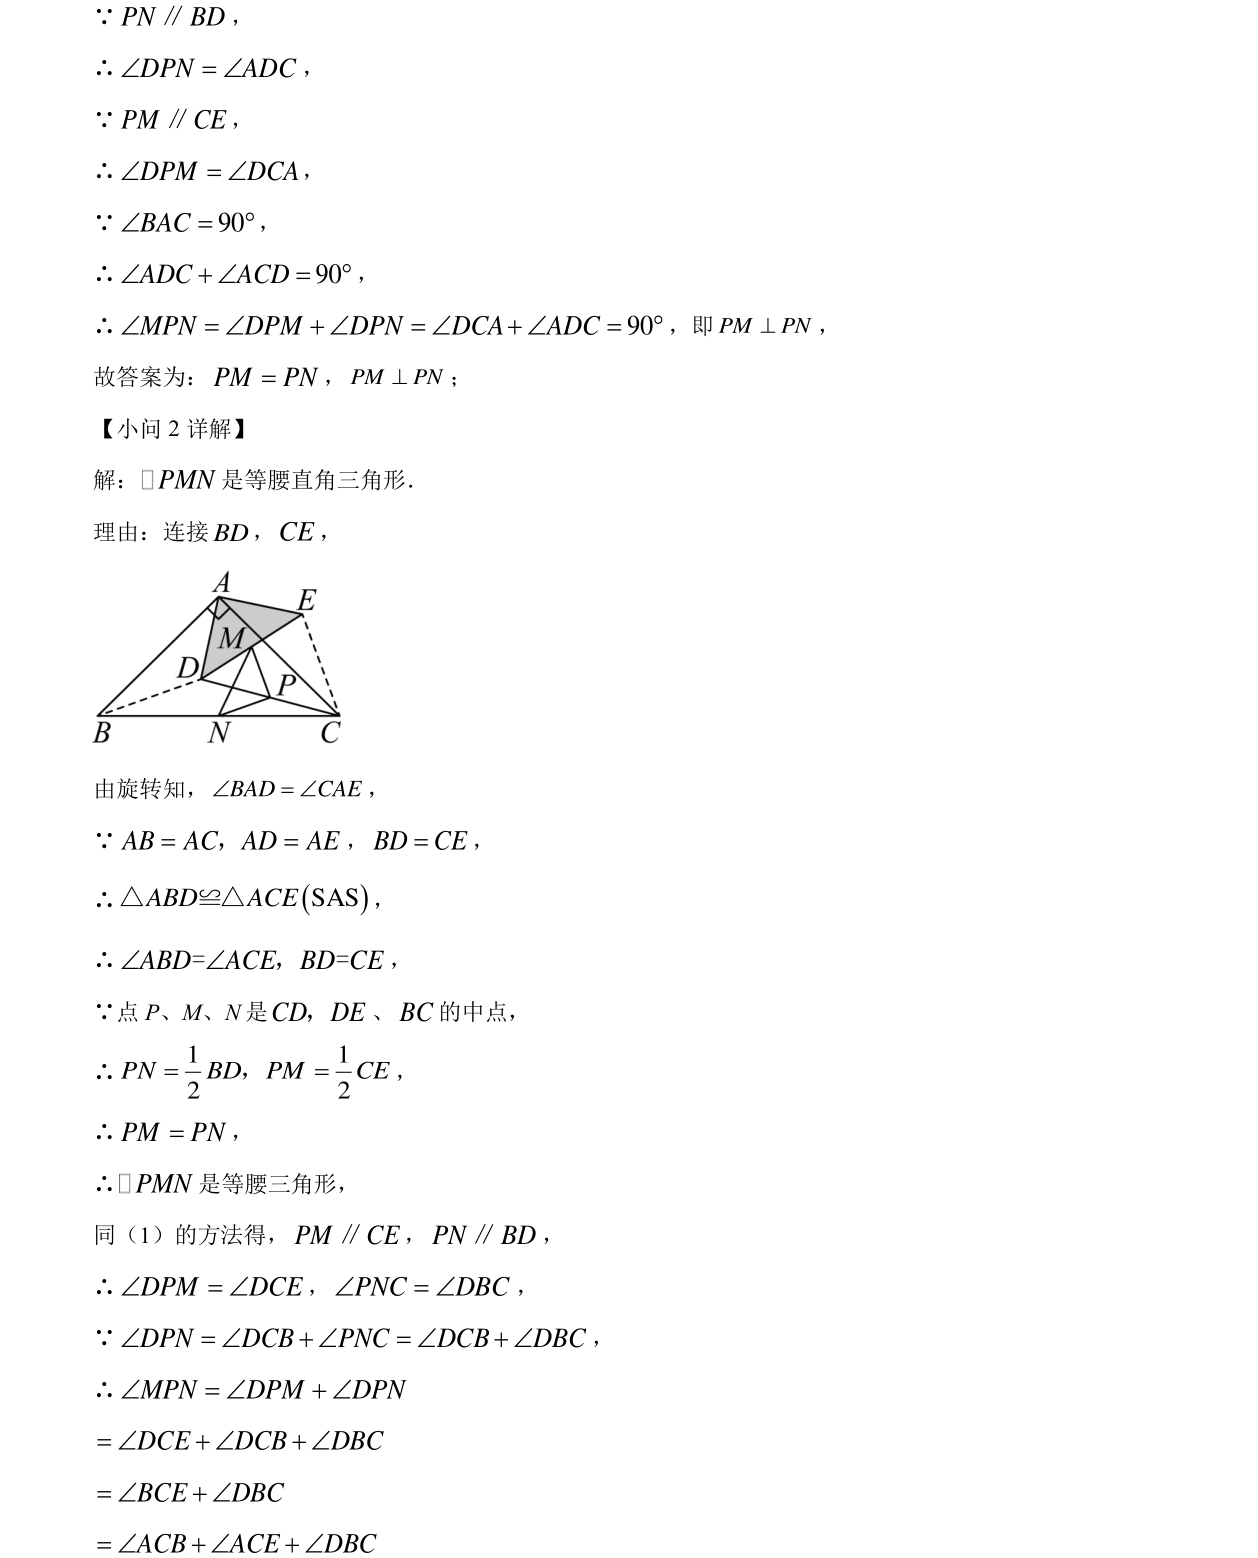 ∵ PN ∥ BD，
∴ ∠DPN = ∠ADC，
∵ PM ∥ CE，
∴ ∠DPM = ∠DCA，
∵ ∠BAC = 90°，
∴ ∠ADC + ∠ACD = 90°，
∴ ∠MPN = ∠DPM + ∠DPN = ∠DCA + ∠ADC = 90°，即 PM ⊥ PN，
故答案为：PM = PN，PM ⊥ PN；
【小问 2 详解】
解：□PMN 是等腰直角三角形．
理由：连接 BD，CE，
A
E
M
D
P
B N C
由旋转知，∠BAD = ∠CAE，
∵ AB = AC，AD = AE，BD = CE，
∴ △ABD≌△ACE(SAS)，
∴ ∠ABD=∠ACE，BD=CE，
∵点 P、M、N 是 CD，DE、BC 的中点，
∴ PN = 1/2 BD，PM = 1/2 CE，
∴ PM = PN，
∴□PMN 是等腰三角形，
同（1）的方法得，PM ∥ CE，PN ∥ BD，
∴ ∠DPM = ∠DCE，∠PNC = ∠DBC，
∵ ∠DPN = ∠DCB + ∠PNC = ∠DCB + ∠DBC，
∴ ∠MPN = ∠DPM + ∠DPN
= ∠DCE + ∠DCB + ∠DBC
= ∠BCE + ∠DBC
= ∠ACB + ∠ACE + ∠DBC